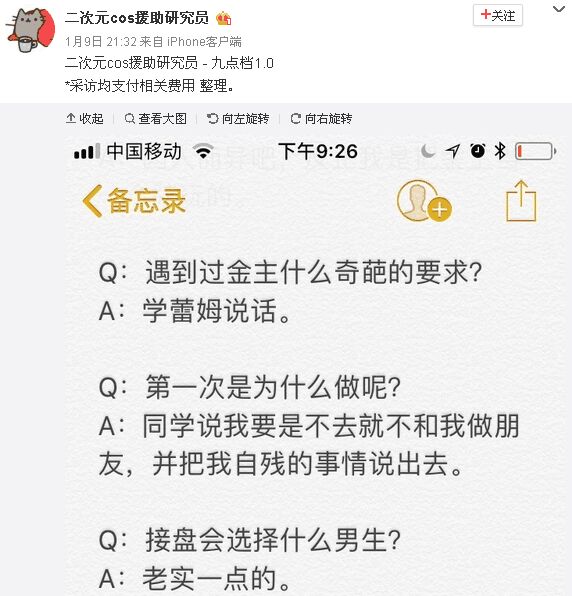 二次元cos援助研究员
+关注
1月9日 21:32 来自 iPhone客户端
二次元cos援助研究员 - 九点档1.0
*采访均支付相关费用 整理。
收起 查看大图 向左旋转 向右旋转
中国移动 下午9:26
备忘录
Q：遇到过金主什么奇葩的要求?
A：学蕾姆说话。
Q：第一次是为什么做呢?
A：同学说我要是不去就不和我做朋
友，并把我自残的事情说出去。
Q：接盘会选择什么男生?
A：老实一点的。